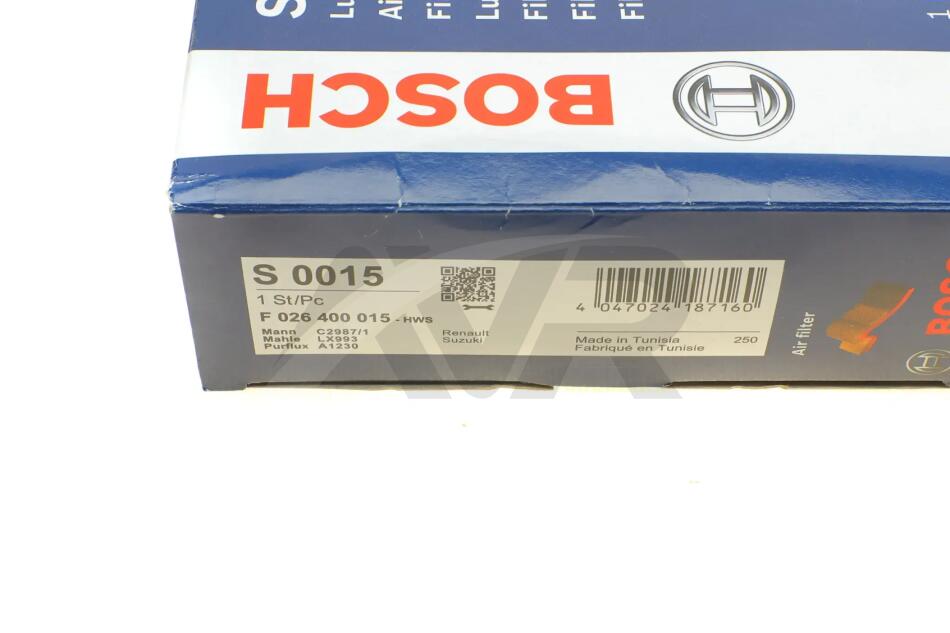 BOSCH
S 0015
1 St/Pc
F 026 400 015 - HWS
Mann C2987/1
Mahle LX993
Purflux A1230
Renault
Suzuki
4 047024 187160
Made in Tunisia 250
Fabriqué en Tunisie
Air filter
AVR